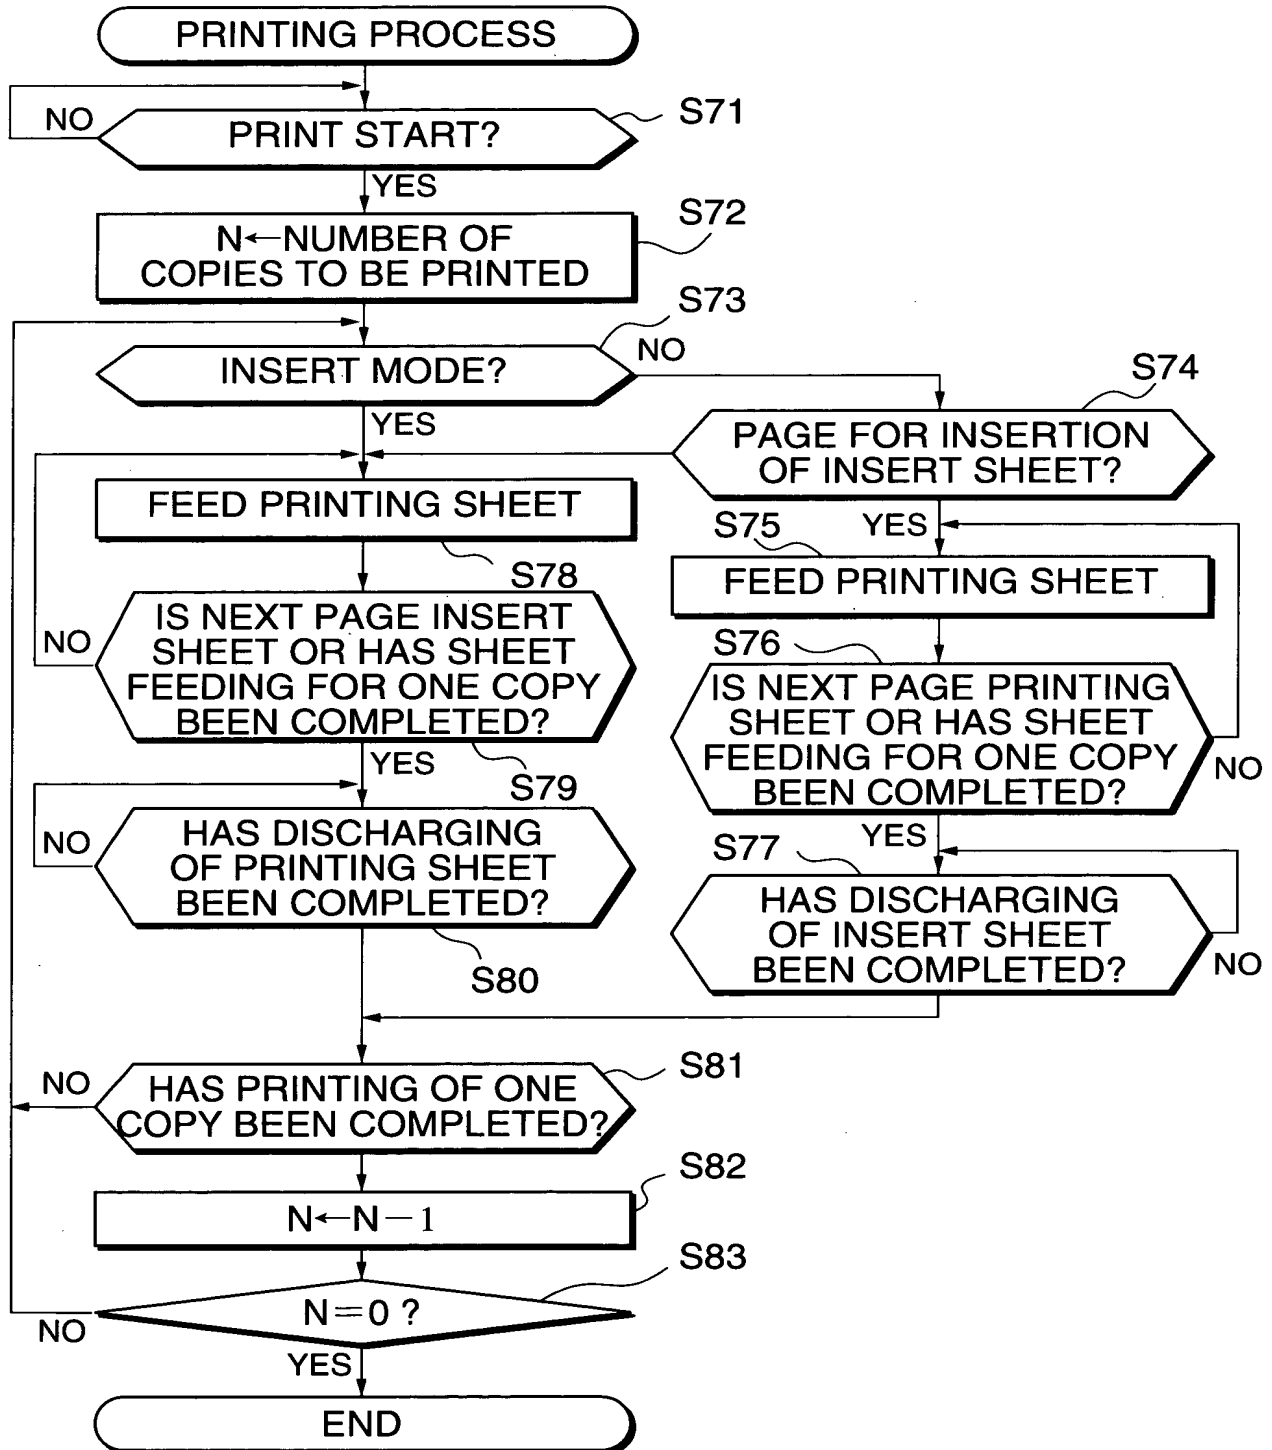 PRINTING PROCESS
NO
PRINT START?
S71
YES
N←NUMBER OF
COPIES TO BE PRINTED
S72
S73
INSERT MODE?
NO
YES
S74
PAGE FOR INSERTION
OF INSERT SHEET?
FEED PRINTING SHEET
S78
YES
S75
FEED PRINTING SHEET
NO
IS NEXT PAGE INSERT
SHEET OR HAS SHEET
FEEDING FOR ONE COPY
BEEN COMPLETED?
S79
YES
S76
IS NEXT PAGE PRINTING
SHEET OR HAS SHEET
FEEDING FOR ONE COPY
BEEN COMPLETED?
NO
YES
NO
HAS DISCHARGING
OF PRINTING SHEET
BEEN COMPLETED?
S80
S77
HAS DISCHARGING
OF INSERT SHEET
BEEN COMPLETED?
NO
NO
HAS PRINTING OF ONE
COPY BEEN COMPLETED?
S81
S82
N←N−1
S83
N=0 ?
NO
YES
END